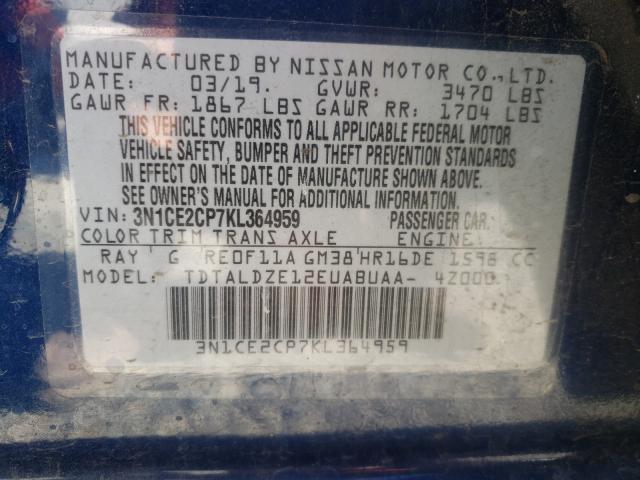 MANUFACTURED BY NISSAN MOTOR CO.,LTD.
DATE: 03/19. GVWR: 3470 LBS
GAWR FR: 1867 LBS GAWR RR: 1704 LBS
THIS VEHICLE CONFORMS TO ALL APPLICABLE FEDERAL MOTOR
VEHICLE SAFETY, BUMPER AND THEFT PREVENTION STANDARDS
IN EFFECT ON THE DATE OF MANUFACTURE SHOWN ABOVE.
SEE OWNER'S MANUAL FOR ADDITIONAL INFORMATION.
VIN: 3N1CE2CP7KL364959 PASSENGER CAR
COLOR TRIM TRANS AXLE ENGINE
RAY G RE0F11A GM38 HR16DE 1598 CC
MODEL: TDTALDZE12EUABUAA- 4Z000
3N1CE2CP7KL364959